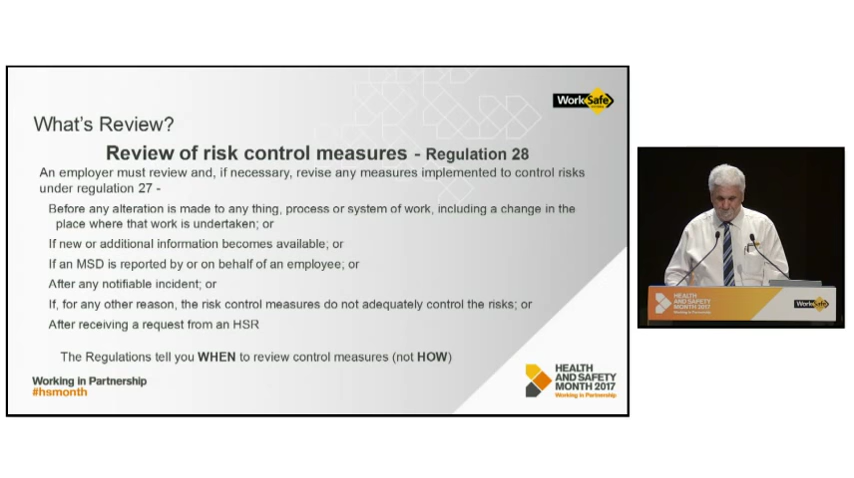 What's Review?
WorkSafe
Review of risk control measures - Regulation 28
An employer must review and, if necessary, revise any measures implemented to control risks
under regulation 27 -
Before any alteration is made to any thing, process or system of work, including a change in the
place where that work is undertaken; or
If new or additional information becomes available; or
If an MSD is reported by or on behalf of an employee; or
After any notifiable incident; or
If, for any other reason, the risk control measures do not adequately control the risks; or
After receiving a request from an HSR
The Regulations tell you WHEN to review control measures (not HOW)
Working in Partnership
#hsmonth
HEALTH
AND SAFETY
MONTH 2017
Working in Partnership
HEALTH
AND SAFETY
MONTH 2017
Working in Partnership
WorkSafe